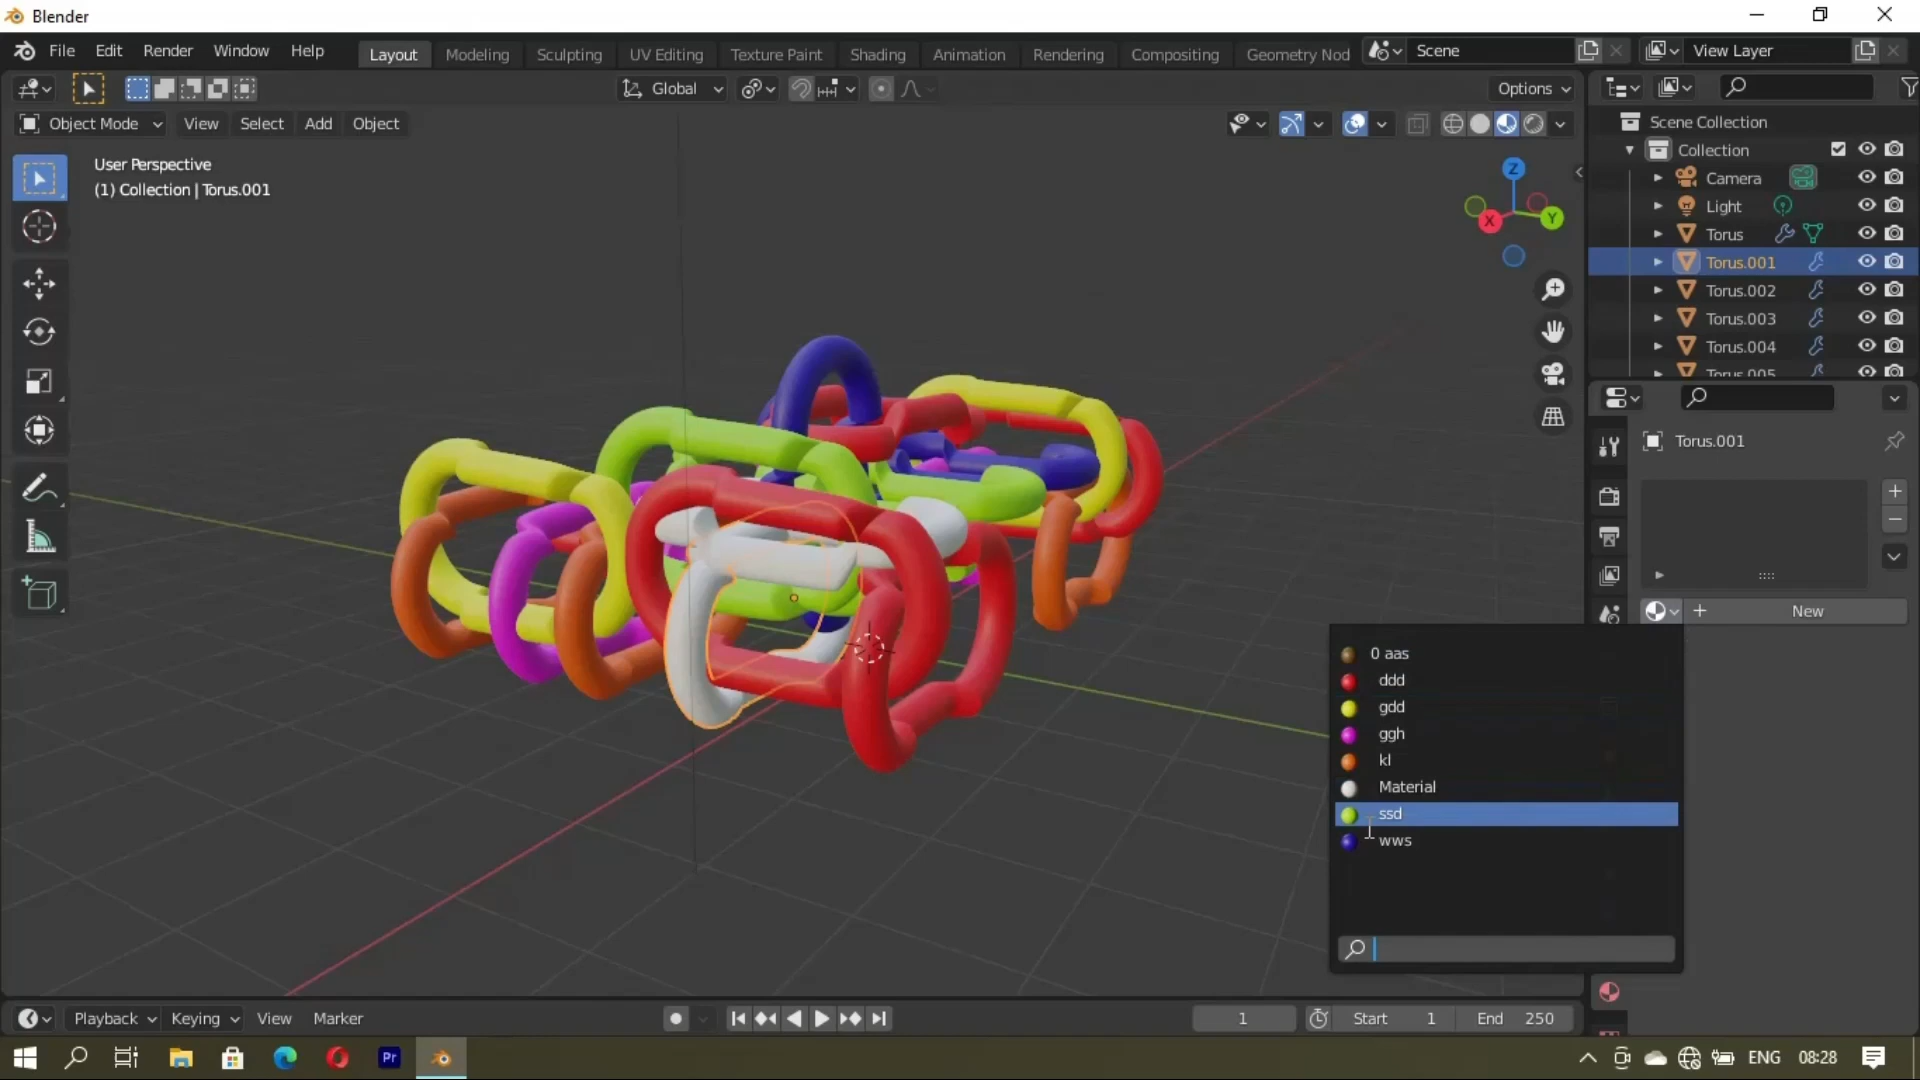 Blender
File Edit Render Window Help Layout Modeling Sculpting UV Editing Texture Paint Shading Animation Rendering Compositing Geometry Nod Scene View Layer
Global Options
Object Mode View Select Add Object
User Perspective
(1) Collection | Torus.001
Z
X
Y
Scene Collection
Collection
Camera
Light
Torus
Torus.001
Torus.002
Torus.003
Torus.004
Torus.005
Torus.001
New
0 aas
ddd
gdd
ggh
kl
Material
ssd
wws
Playback Keying View Marker 1 Start 1 End 250
Pr ENG 08:28